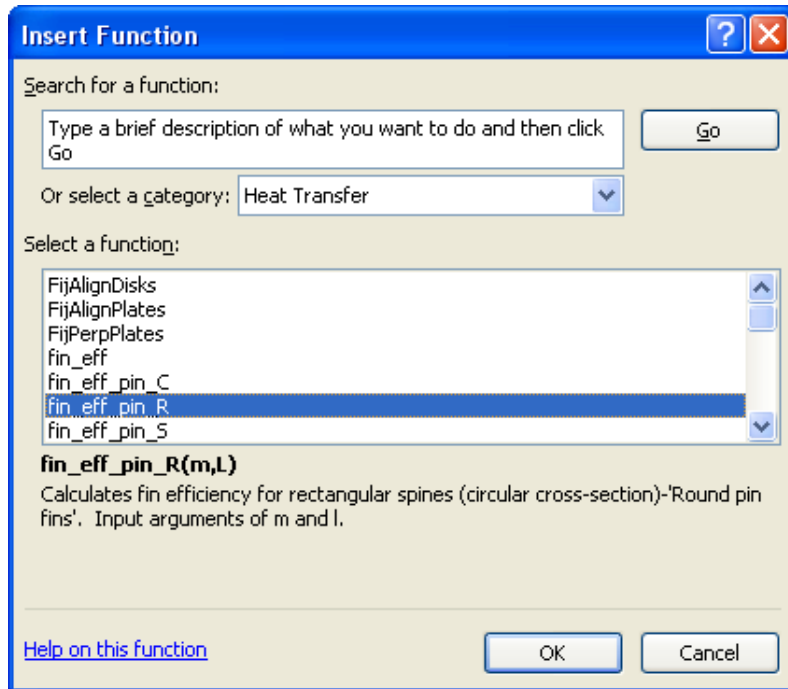 Insert Function
Search for a function:
Type a brief description of what you want to do and then click
Go
Go
Or select a category: Heat Transfer
Select a function:
FijAlignDisks
FijAlignPlates
FijPerpPlates
fin_eff
fin_eff_pin_C
fin_eff_pin_R
fin_eff_pin_S
fin_eff_pin_R(m,L)
Calculates fin efficiency for rectangular spines (circular cross-section)-'Round pin
fins'.  Input arguments of m and l.
Help on this function
OK
Cancel